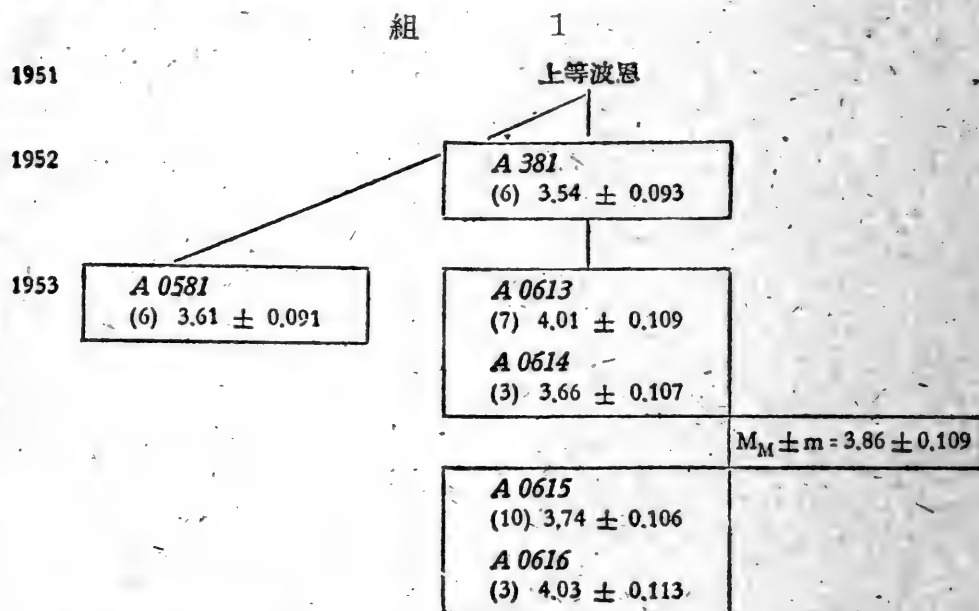 組 1
1951
上等波恩
1952
A 381
(6) 3.54 ± 0.093
1953
A 0581
(6) 3.61 ± 0.091
A 0613
(7) 4.01 ± 0.109
A 0614
(3) 3.66 ± 0.107
M_M ± m = 3.86 ± 0.109
A 0615
(10) 3.74 ± 0.106
A 0616
(3) 4.03 ± 0.113